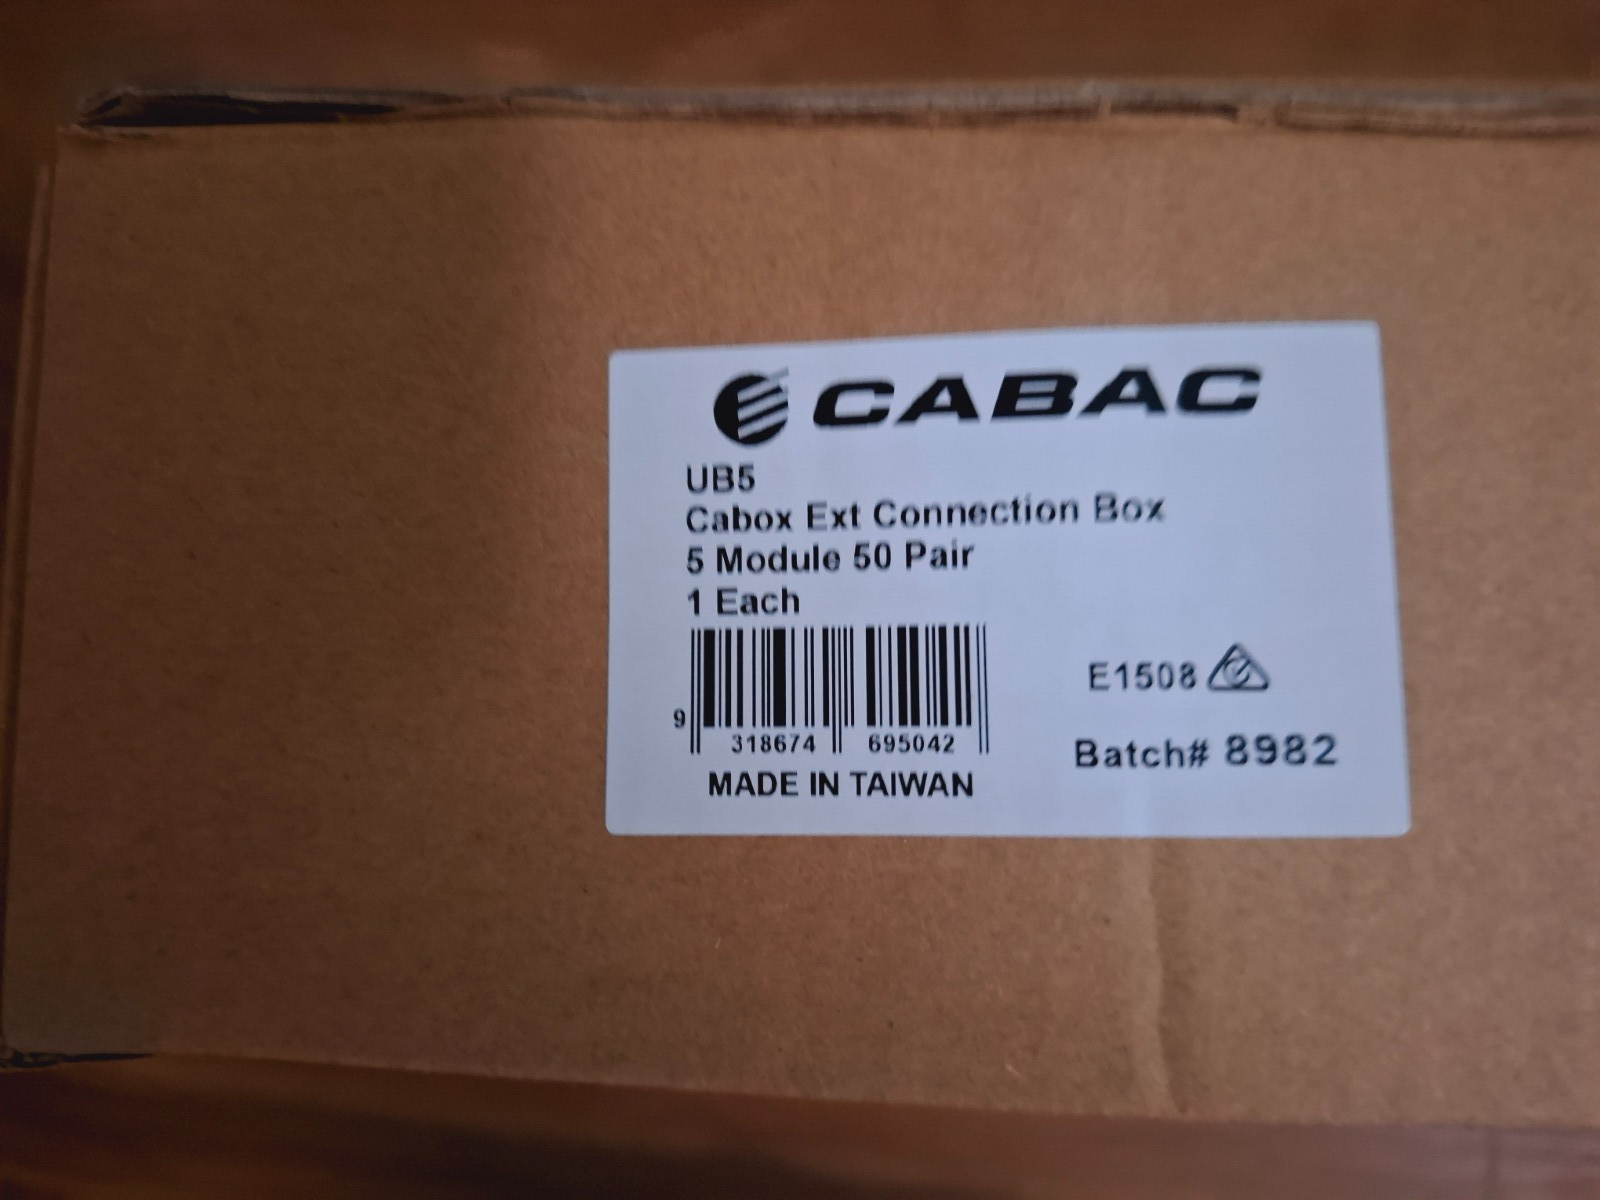 CABAC
UB5
Cabox Ext Connection Box
5 Module 50 Pair
1 Each
E1508
9 318674 695042
Batch# 8982
MADE IN TAIWAN